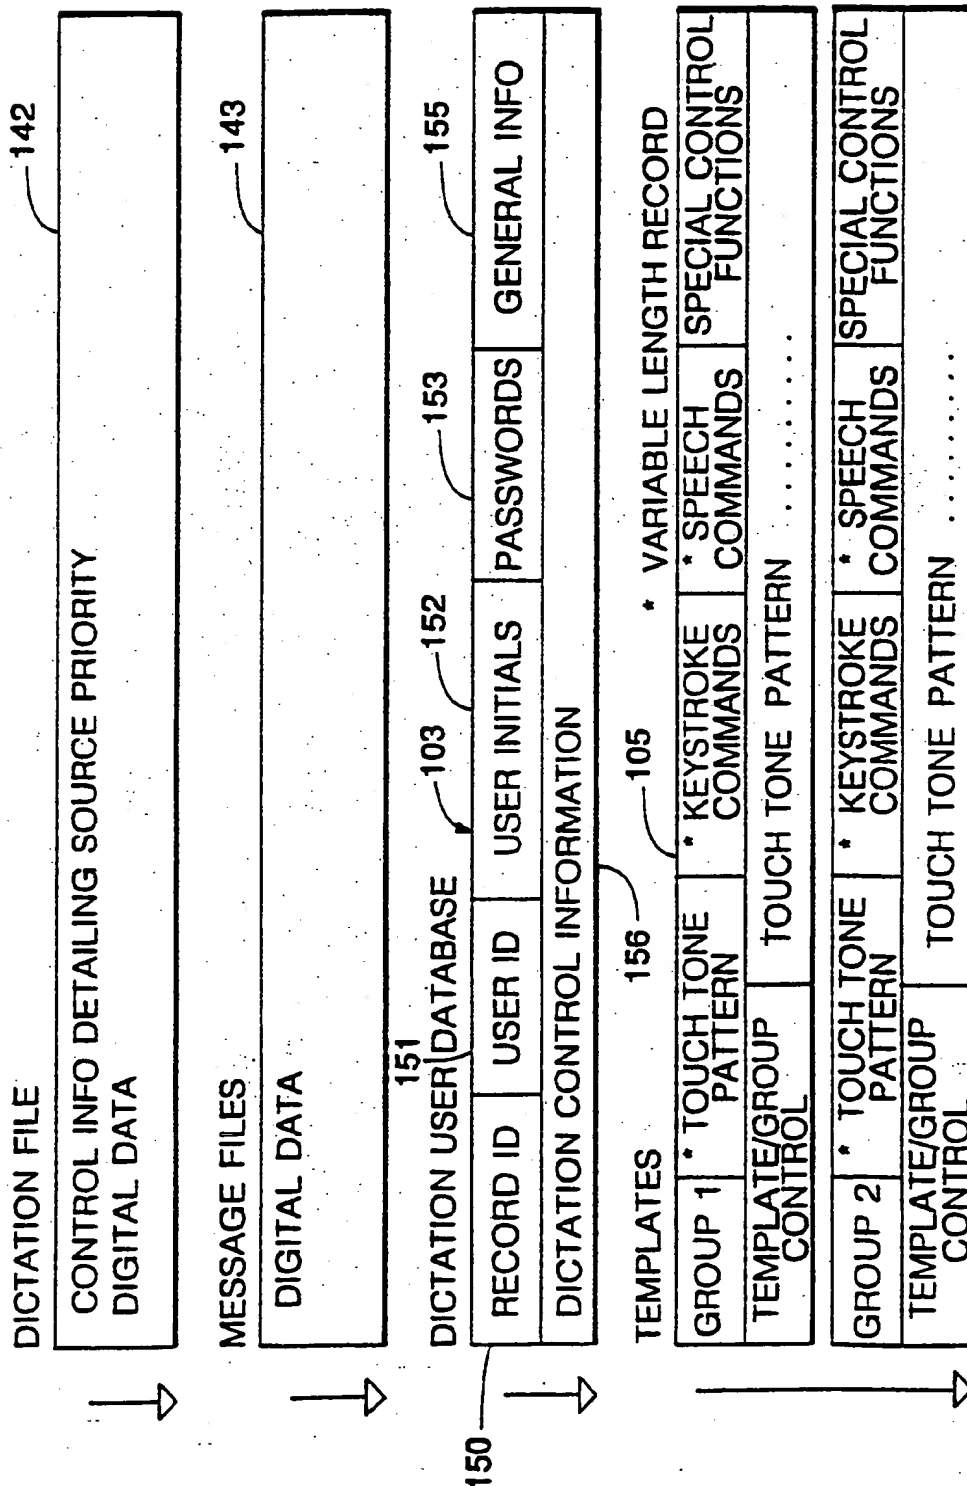 DICTATION FILE
142
CONTROL INFO DETAILING SOURCE PRIORITY
DIGITAL DATA
MESSAGE FILES
143
DIGITAL DATA
DICTATION USER DATABASE
151
103
152
153
155
RECORD ID
USER ID
USER INITIALS
PASSWORDS
GENERAL INFO
DICTATION CONTROL INFORMATION
150
156
TEMPLATES
105
* VARIABLE LENGTH RECORD
GROUP 1
* TOUCH TONE
PATTERN
* KEYSTROKE
COMMANDS
* SPEECH
COMMANDS
SPECIAL CONTROL
FUNCTIONS
TEMPLATE/GROUP
CONTROL
TOUCH TONE PATTERN .........
GROUP 2
* TOUCH TONE
PATTERN
* KEYSTROKE
COMMANDS
* SPEECH
COMMANDS
SPECIAL CONTROL
FUNCTIONS
TEMPLATE/GROUP
CONTROL
TOUCH TONE PATTERN .........